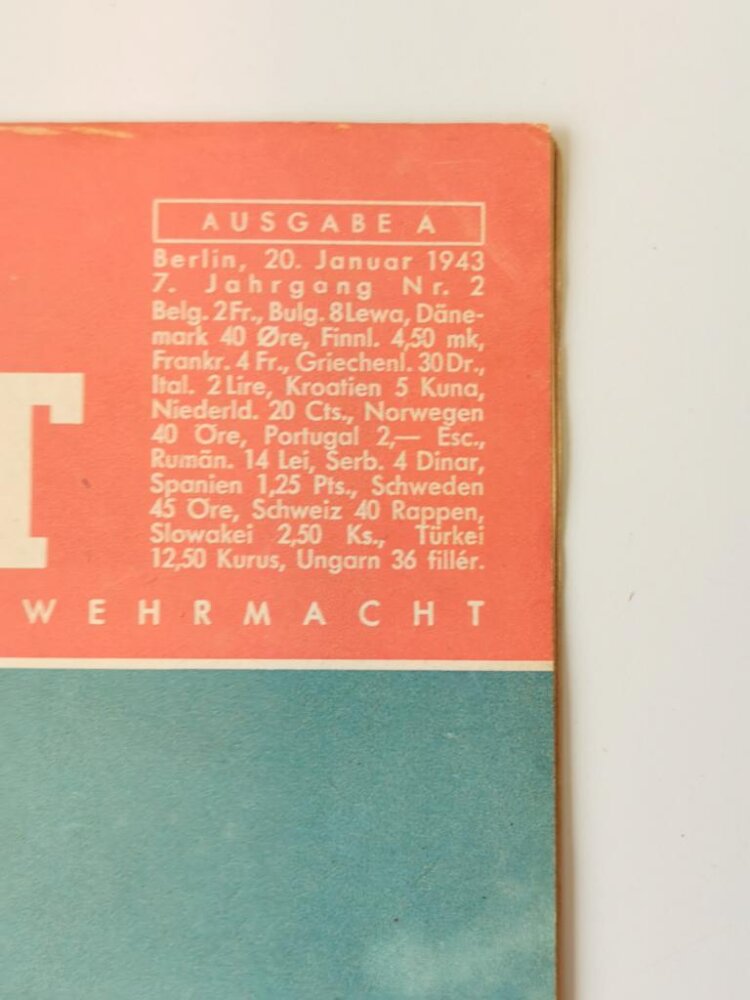 AUSGABE A
Berlin, 20. Januar 1943
7. Jahrgang Nr. 2
Belg. 2 Fr., Bulg. 8 Lewa, Däne-
mark 40 Øre, Finnl. 4,50 mk,
Frankr. 4 Fr., Griechenl. 30 Dr.,
Ital. 2 Lire, Kroatien 5 Kuna,
Niederld. 20 Cts., Norwegen
40 Öre, Portugal 2,— Esc.,
Rumän. 14 Lei, Serb. 4 Dinar,
Spanien 1,25 Pts., Schweden
45 Öre, Schweiz 40 Rappen,
Slowakei 2,50 Ks., Türkei
12,50 Kurus, Ungarn 36 fillér.
T
WEHRMACHT